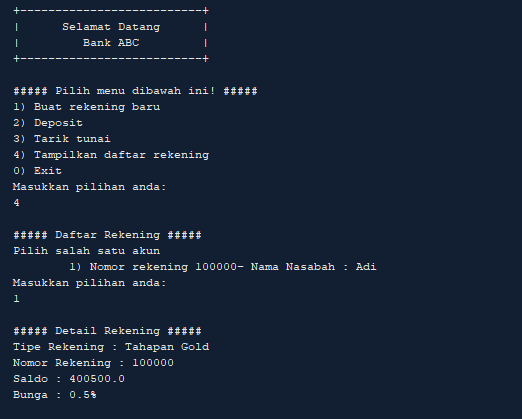 +--------------------------+
|      Selamat Datang      |
|         Bank ABC         |
+--------------------------+
##### Pilih menu dibawah ini! #####
1) Buat rekening baru
2) Deposit
3) Tarik tunai
4) Tampilkan daftar rekening
0) Exit
Masukkan pilihan anda:
4
##### Daftar Rekening #####
Pilih salah satu akun
        1) Nomor rekening 100000- Nama Nasabah : Adi
Masukkan pilihan anda:
1
##### Detail Rekening #####
Tipe Rekening : Tahapan Gold
Nomor Rekening : 100000
Saldo : 400500.0
Bunga : 0.5%